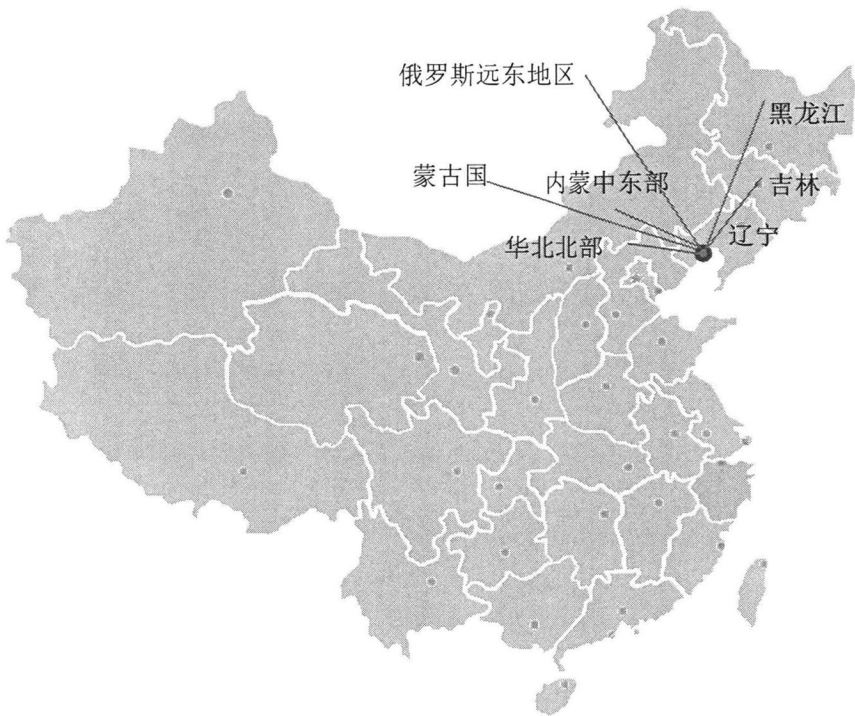 俄罗斯远东地区
黑龙江
蒙古国
内蒙中东部
吉林
辽宁
华北北部